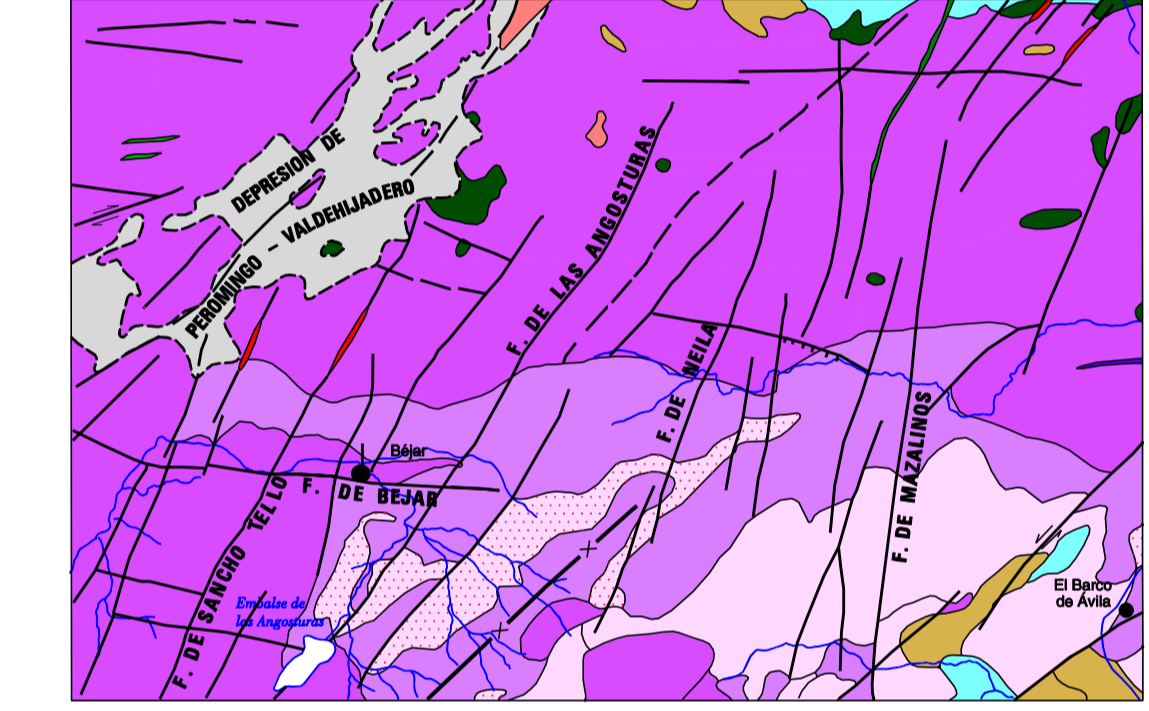 DEPRESION DE
PEROMINGO - VALDEHIJADERO
F. DE LAS ANGOSTURAS
F. DE NEILA
F. DE MAZALINOS
Béjar
F. DE BEJAR
F. DE SANCHO TELLO
Embalse de
las Angosturas
El Barco
de Ávila